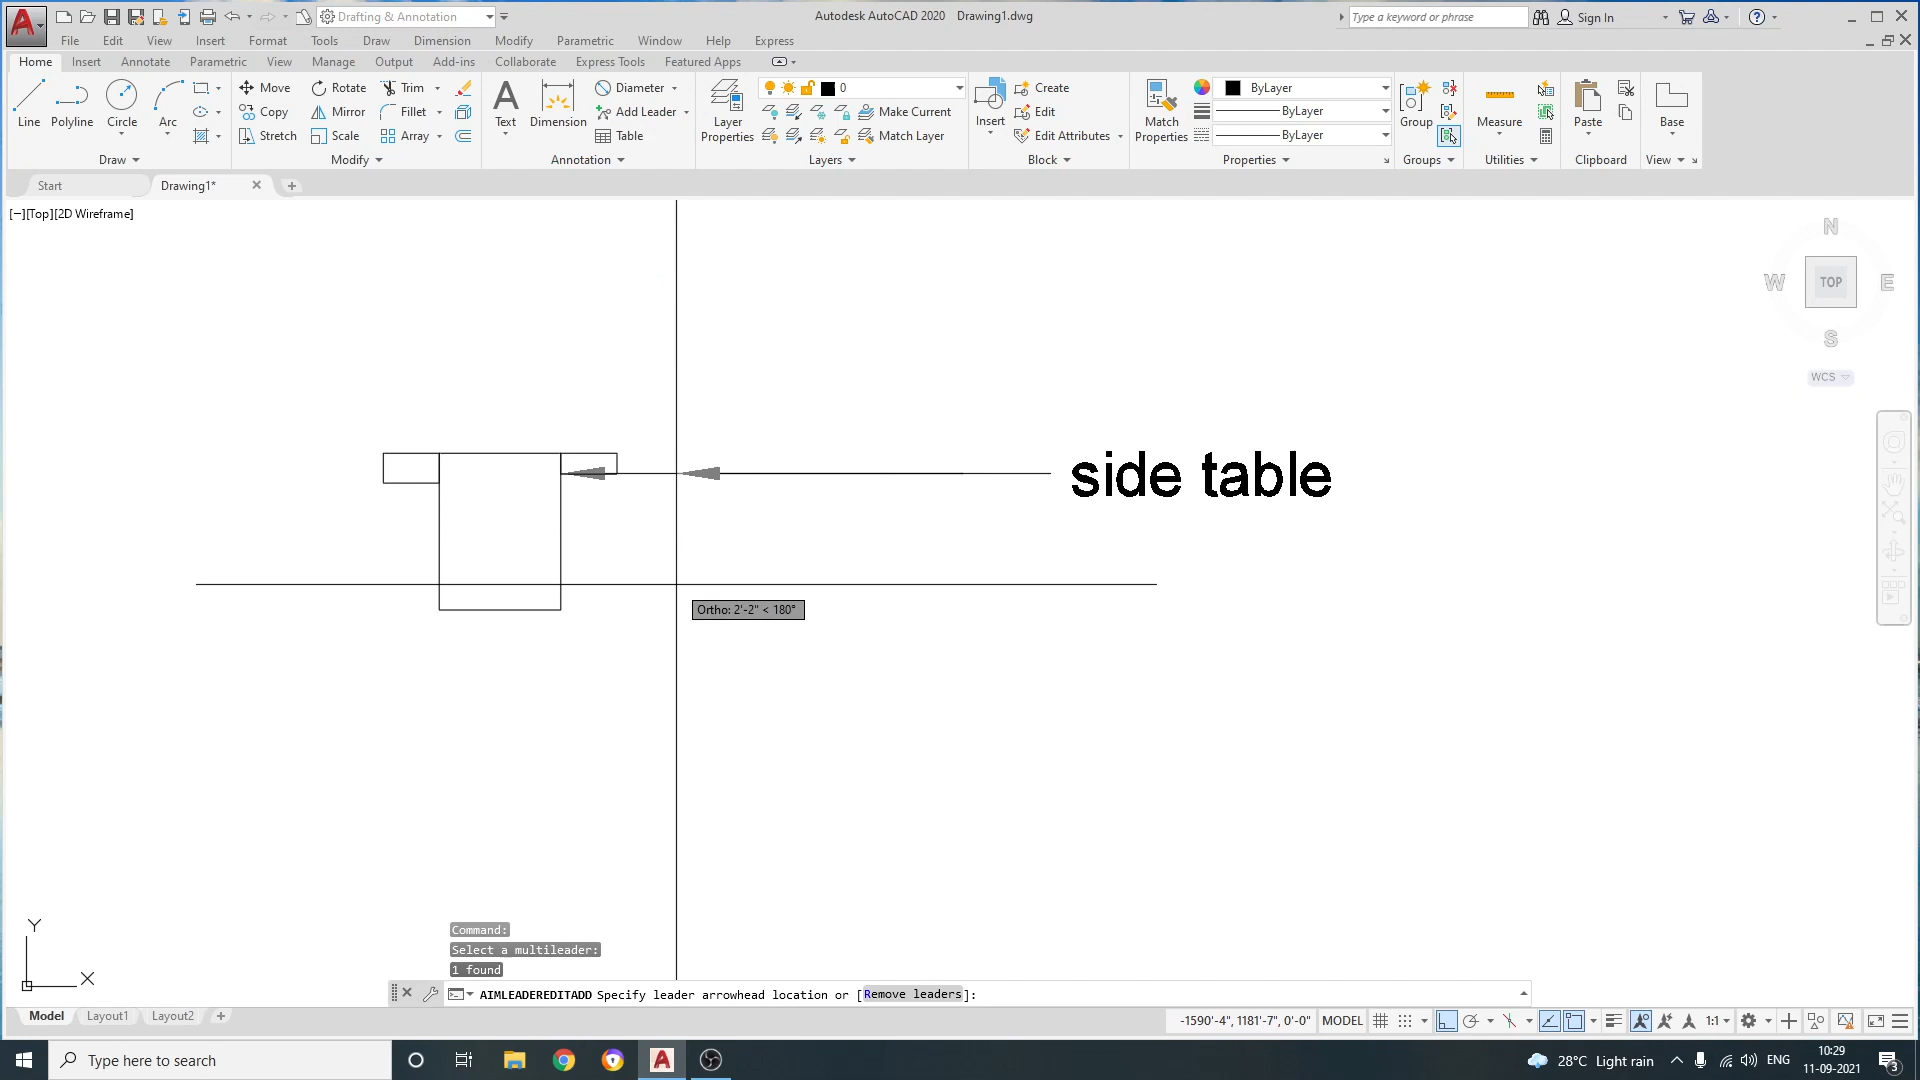 Drafting & Annotation
Autodesk AutoCAD 2020 Drawing1.dwg
Type a keyword or phrase
Sign In
File Edit View Insert Format Tools Draw Dimension Modify Parametric Window Help Express
Home Insert Annotate Parametric View Manage Output Add-ins Collaborate Express Tools Featured Apps
Line Polyline Circle Arc
Draw
Move Rotate Trim
Copy Mirror Fillet
Stretch Scale Array
Modify
Text Dimension
Diameter
Add Leader
Table
Annotation
Layer Properties
0
Make Current
Match Layer
Layers
Insert
Create
Edit
Edit Attributes
Block
Match Properties
ByLayer
ByLayer
ByLayer
Properties
Group
Groups
Measure
Utilities
Paste
Clipboard
Base
View
Start Drawing1*
[−][Top][2D Wireframe]
N
W TOP E
S
WCS
side table
Ortho: 2'-2" < 180°
Y
X
Command:
Select a multileader:
1 found
AIMLEADEREDITADD Specify leader arrowhead location or [Remove leaders]:
Model Layout1 Layout2
-1590'-4", 1181'-7", 0'-0" MODEL 1:1
Type here to search
28°C Light rain
ENG
10:29
11-09-2021
3